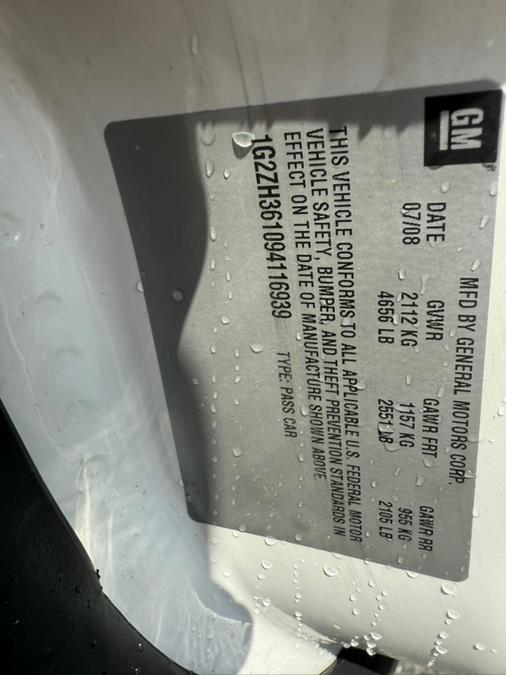 GM
MFD BY GENERAL MOTORS CORP.
DATE GVWR GAWR FRT GAWR RR
07/08 2112 KG 1157 KG 955 KG
4656 LB 2551 LB 2105 LB
THIS VEHICLE CONFORMS TO ALL APPLICABLE U.S. FEDERAL MOTOR
VEHICLE SAFETY, BUMPER, AND THEFT PREVENTION STANDARDS IN
EFFECT ON THE DATE OF MANUFACTURE SHOWN ABOVE.
1G2ZH361094116939 TYPE: PASS CAR